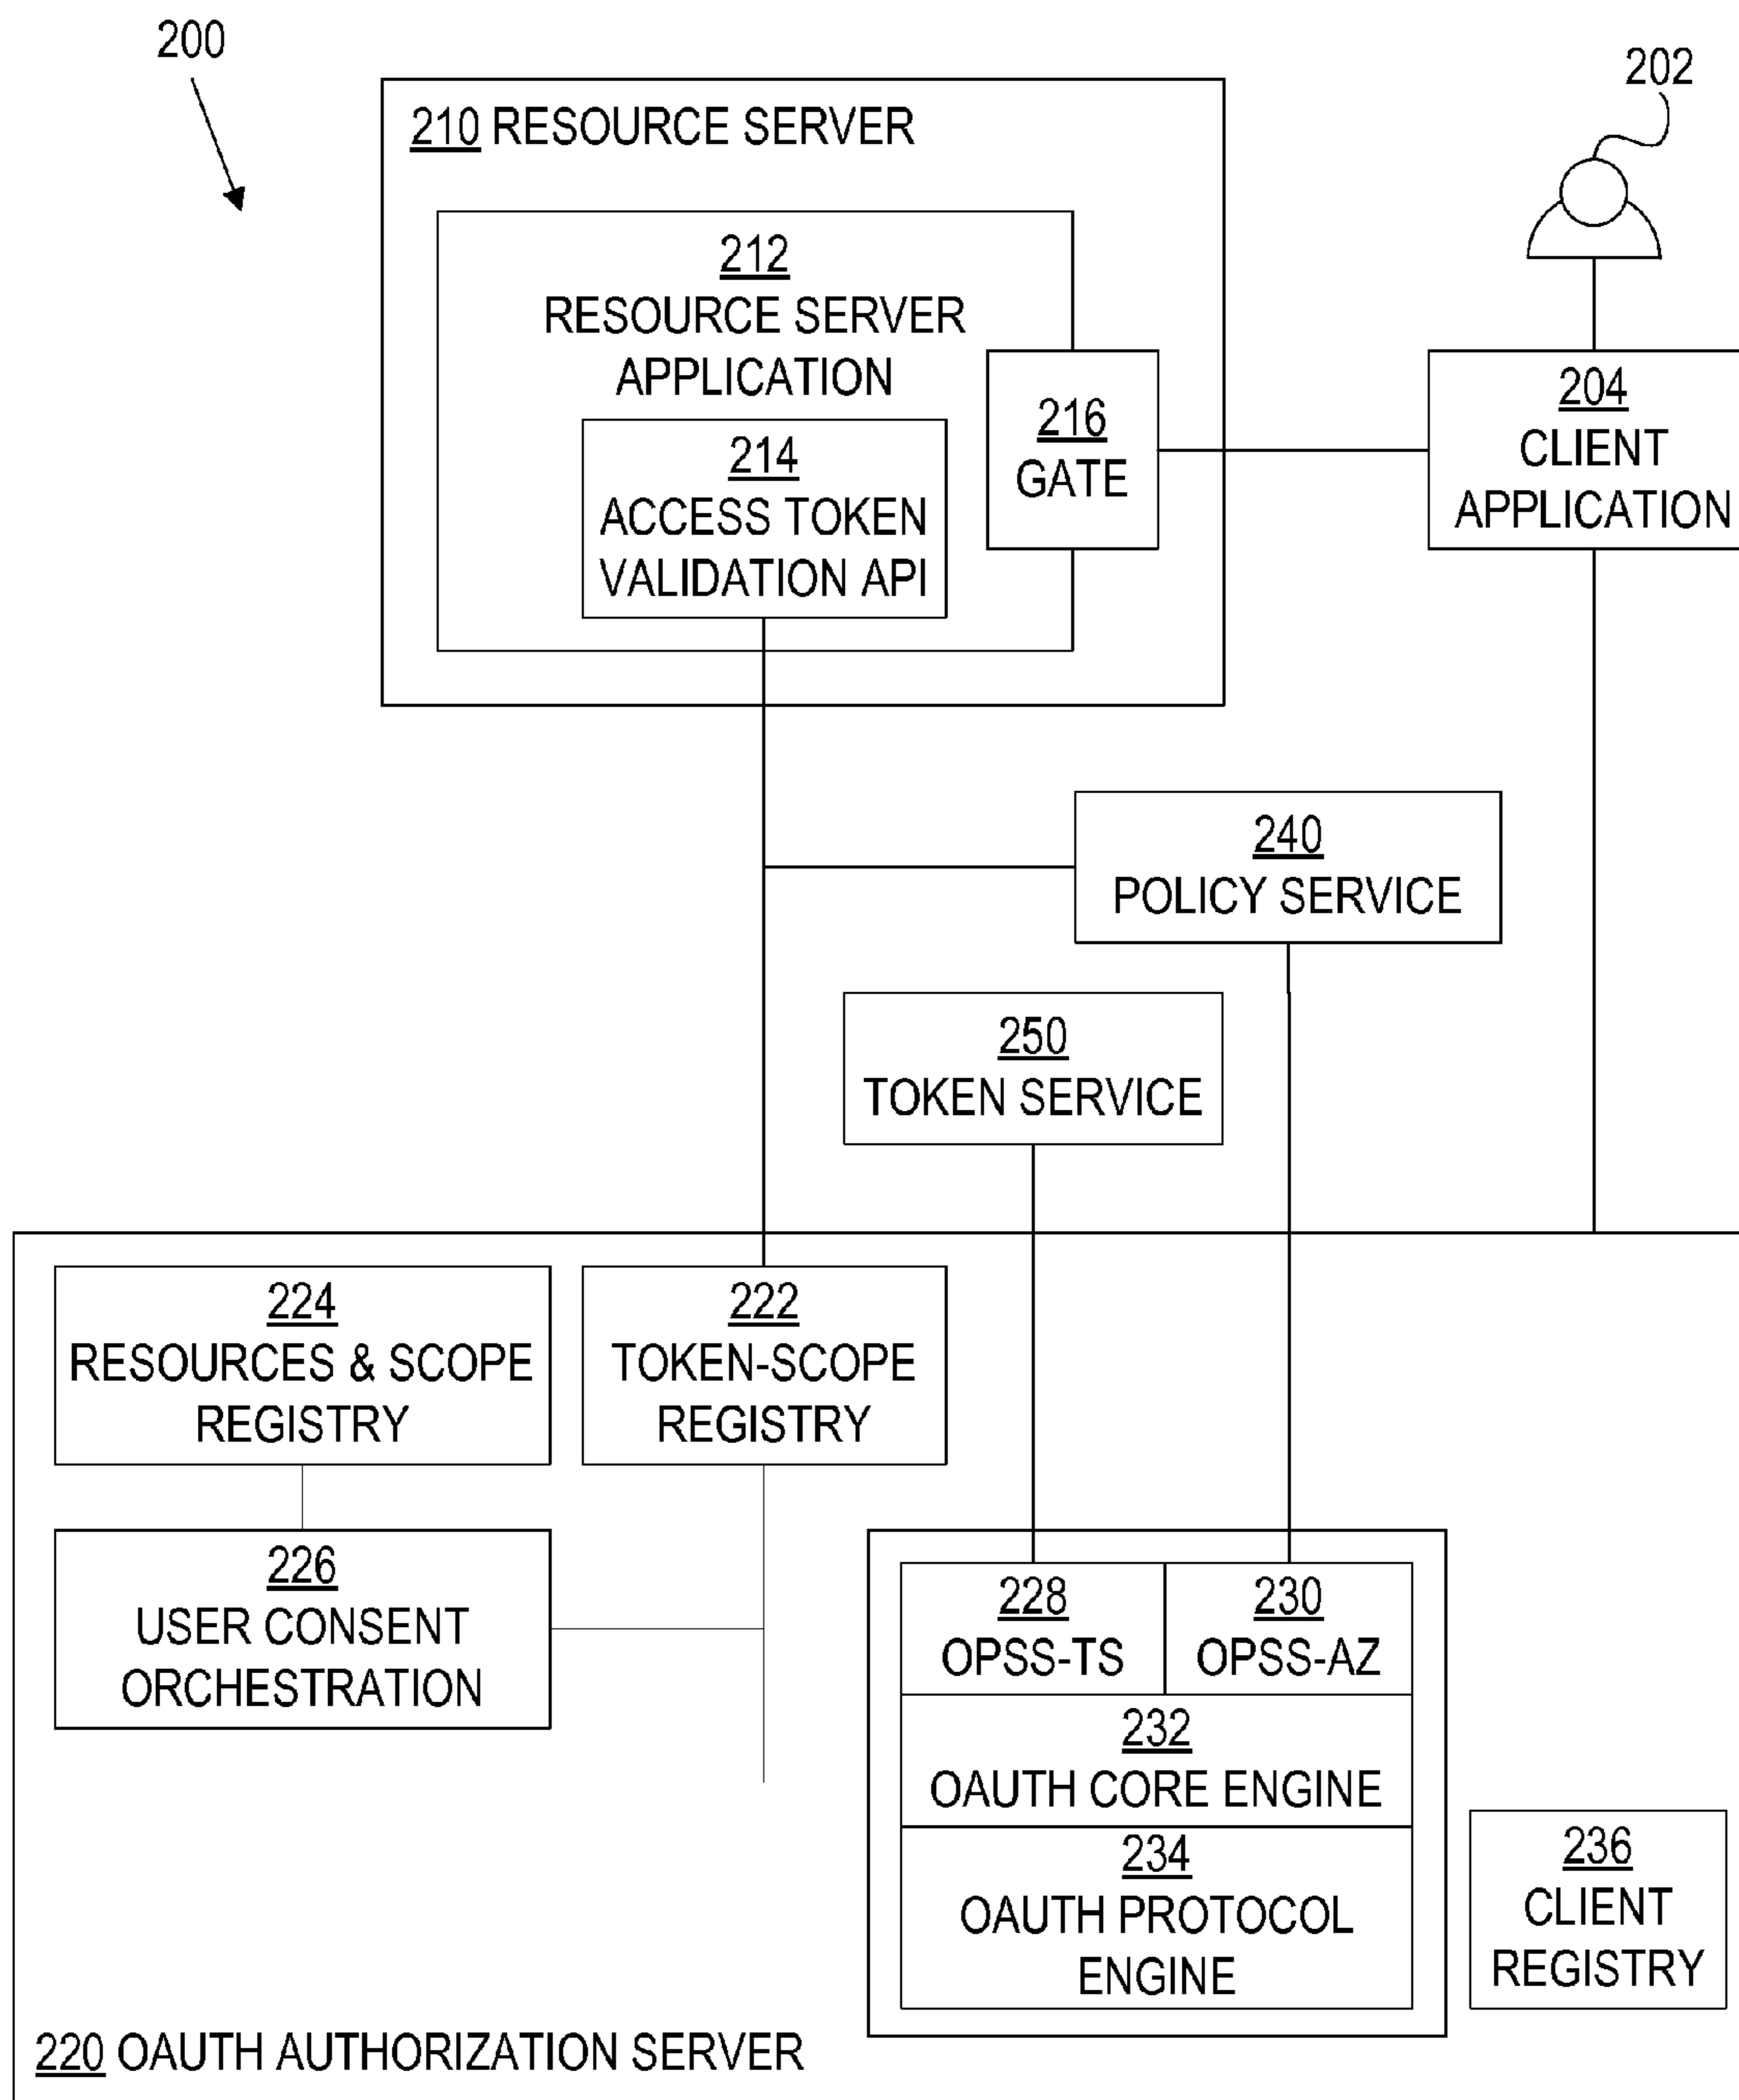 200
202
210 RESOURCE SERVER
212
RESOURCE SERVER
APPLICATION
214
ACCESS TOKEN
VALIDATION API
216
GATE
204
CLIENT
APPLICATION
240
POLICY SERVICE
250
TOKEN SERVICE
224
RESOURCES & SCOPE
REGISTRY
222
TOKEN-SCOPE
REGISTRY
226
USER CONSENT
ORCHESTRATION
228
OPSS-TS
230
OPSS-AZ
232
OAUTH CORE ENGINE
234
OAUTH PROTOCOL
ENGINE
236
CLIENT
REGISTRY
220 OAUTH AUTHORIZATION SERVER